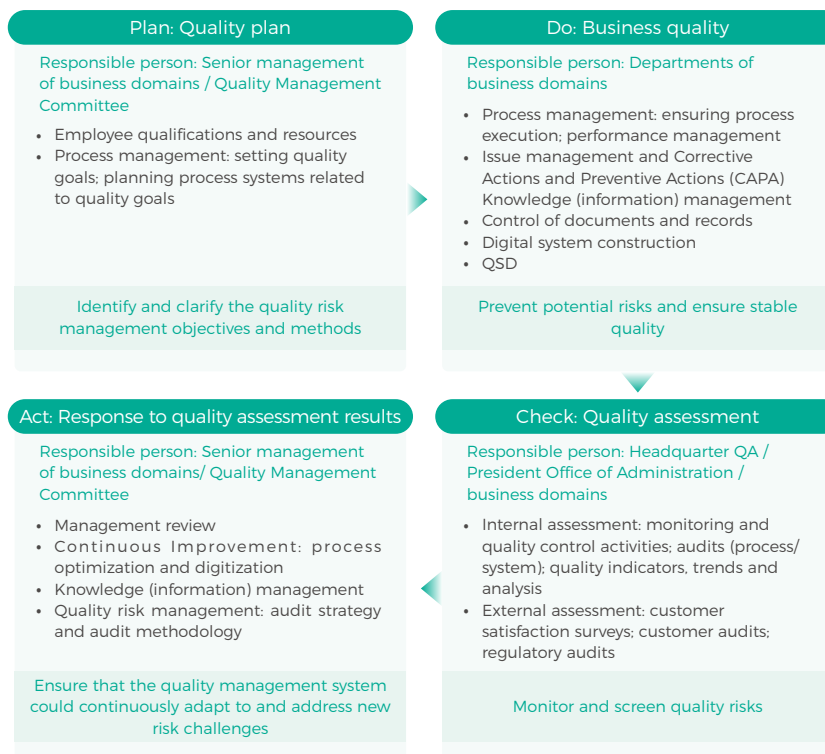 Plan: Quality plan
Responsible person: Senior management
of business domains / Quality Management
Committee
• Employee qualifications and resources
• Process management: setting quality
goals; planning process systems related
to quality goals
Identify and clarify the quality risk
management objectives and methods
Do: Business quality
Responsible person: Departments of
business domains
• Process management: ensuring process
execution; performance management
• Issue management and Corrective
Actions and Preventive Actions (CAPA)
Knowledge (information) management
• Control of documents and records
• Digital system construction
• QSD
Prevent potential risks and ensure stable
quality
Act: Response to quality assessment results
Responsible person: Senior management
of business domains/ Quality Management
Committee
• Management review
• Continuous Improvement: process
optimization and digitization
• Knowledge (information) management
• Quality risk management: audit strategy
and audit methodology
Ensure that the quality management system
could continuously adapt to and address new
risk challenges
Check: Quality assessment
Responsible person: Headquarter QA /
President Office of Administration /
business domains
• Internal assessment: monitoring and
quality control activities; audits (process/
system); quality indicators, trends and
analysis
• External assessment: customer
satisfaction surveys; customer audits;
regulatory audits
Monitor and screen quality risks